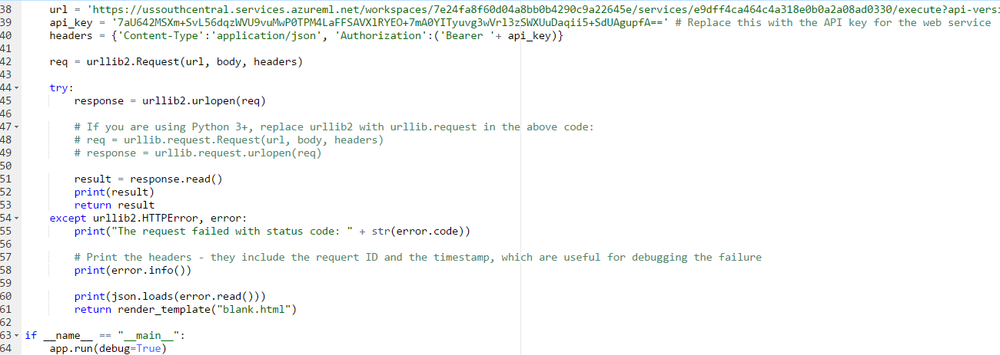 38 url = 'https://ussouthcentral.services.azureml.net/workspaces/7e24fa8f60d04a8bb0b4290c9a22645e/services/e9dff4ca464c4a318e0b0a2a08ad0330/execute?api-versi
39 api_key = '7aU642MSXm+SvL56dqzWVU9vuMwP0TPM4LaFFSAVXlRYEO+7mA0YITyuvg3wVrl3zSWXUuDaqii5+SdUAgupfA==' # Replace this with the API key for the web service
40 headers = {'Content-Type':'application/json', 'Authorization':('Bearer '+ api_key)}
41
42 req = urllib2.Request(url, body, headers)
43
44 try:
45 response = urllib2.urlopen(req)
46
47 # If you are using Python 3+, replace urllib2 with urllib.request in the above code:
48 # req = urllib.request.Request(url, body, headers)
49 # response = urllib.request.urlopen(req)
50
51 result = response.read()
52 print(result)
53 return result
54 except urllib2.HTTPError, error:
55 print("The request failed with status code: " + str(error.code))
56
57 # Print the headers - they include the requert ID and the timestamp, which are useful for debugging the failure
58 print(error.info())
59
60 print(json.loads(error.read()))
61 return render_template("blank.html")
62
63 if __name__ == "__main__":
64 app.run(debug=True)